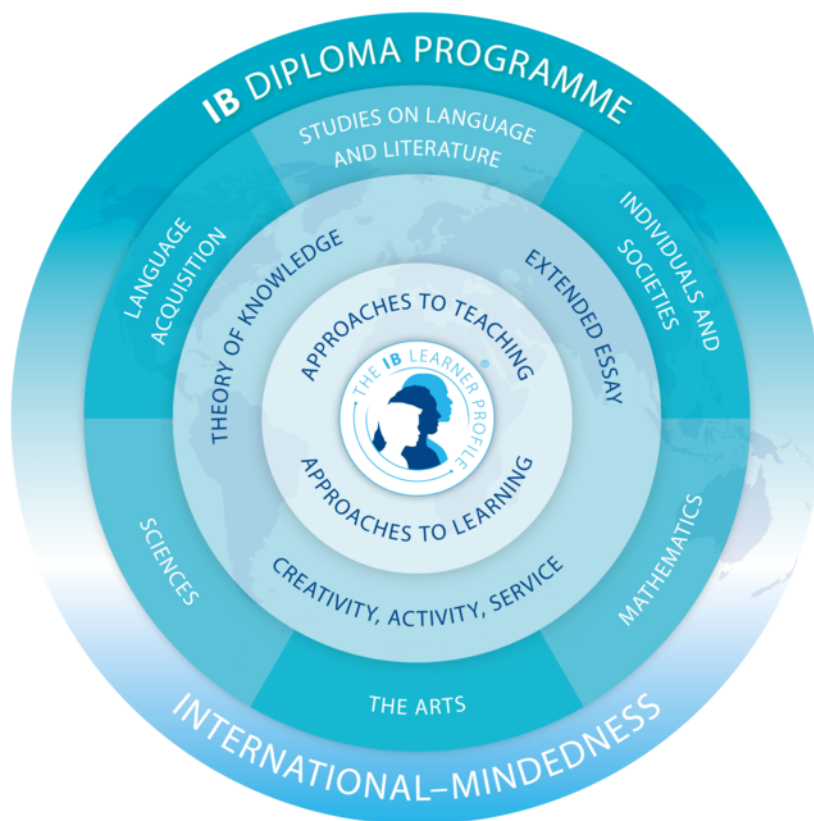 IB DIPLOMA PROGRAMME
STUDIES ON LANGUAGE
AND LITERATURE
LANGUAGE
ACQUISITION
INDIVIDUALS AND
SOCIETIES
THEORY OF KNOWLEDGE
EXTENDED ESSAY
APPROACHES TO TEACHING
THE IB LEARNER PROFILE
®
APPROACHES TO LEARNING
CREATIVITY, ACTIVITY, SERVICE
SCIENCES
MATHEMATICS
THE ARTS
INTERNATIONAL–MINDEDNESS